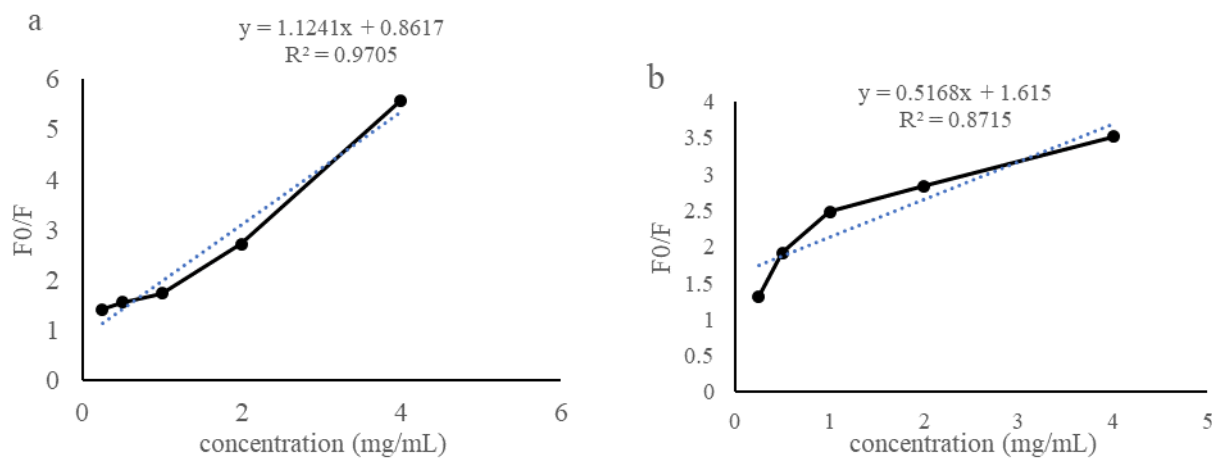 a
y = 1.1241x + 0.8617
R² = 0.9705
6
5
4
3
2
1
0
F0/F
0
2
4
6
concentration (mg/mL)
b
y = 0.5168x + 1.615
R² = 0.8715
4
3.5
3
2.5
2
1.5
1
0.5
0
F0/F
0
1
2
3
4
5
concentration (mg/mL)